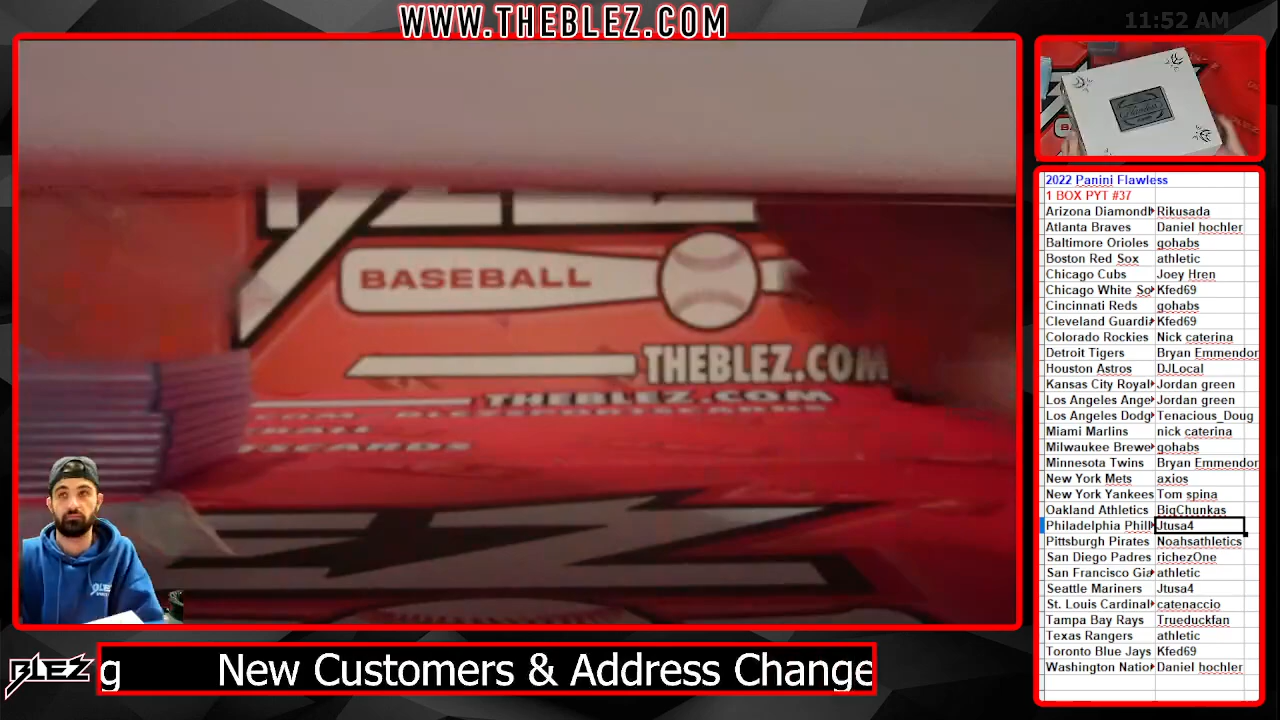 WWW.THEBLEZ.COM
11:52 AM
BASEBALL
THEBLEZ.COM
THEBLEZ.COM
BLEZ
g New Customers & Address Change
2022 Panini Flawless
1 BOX PYT #37
Arizona Diamondl Rikusada
Atlanta Braves Daniel hochler
Baltimore Orioles gohabs
Boston Red Sox athletic
Chicago Cubs Joey Hren
Chicago White So Kfed69
Cincinnati Reds gohabs
Cleveland Guardi Kfed69
Colorado Rockies Nick caterina
Detroit Tigers Bryan Emmendor
Houston Astros DJLocal
Kansas City Royal Jordan green
Los Angeles Ange Jordan green
Los Angeles Dodg Tenacious_Doug
Miami Marlins nick caterina
Milwaukee Brewe gohabs
Minnesota Twins Bryan Emmendor
New York Mets axios
New York Yankees Tom spina
Oakland Athletics BigChunkas
Philadelphia Phill Jtusa4
Pittsburgh Pirates Noahsathletics
San Diego Padres richezOne
San Francisco Gia athletic
Seattle Mariners Jtusa4
St. Louis Cardinal catenaccio
Tampa Bay Rays Trueduckfan
Texas Rangers athletic
Toronto Blue Jays Kfed69
Washington Natio Daniel hochler